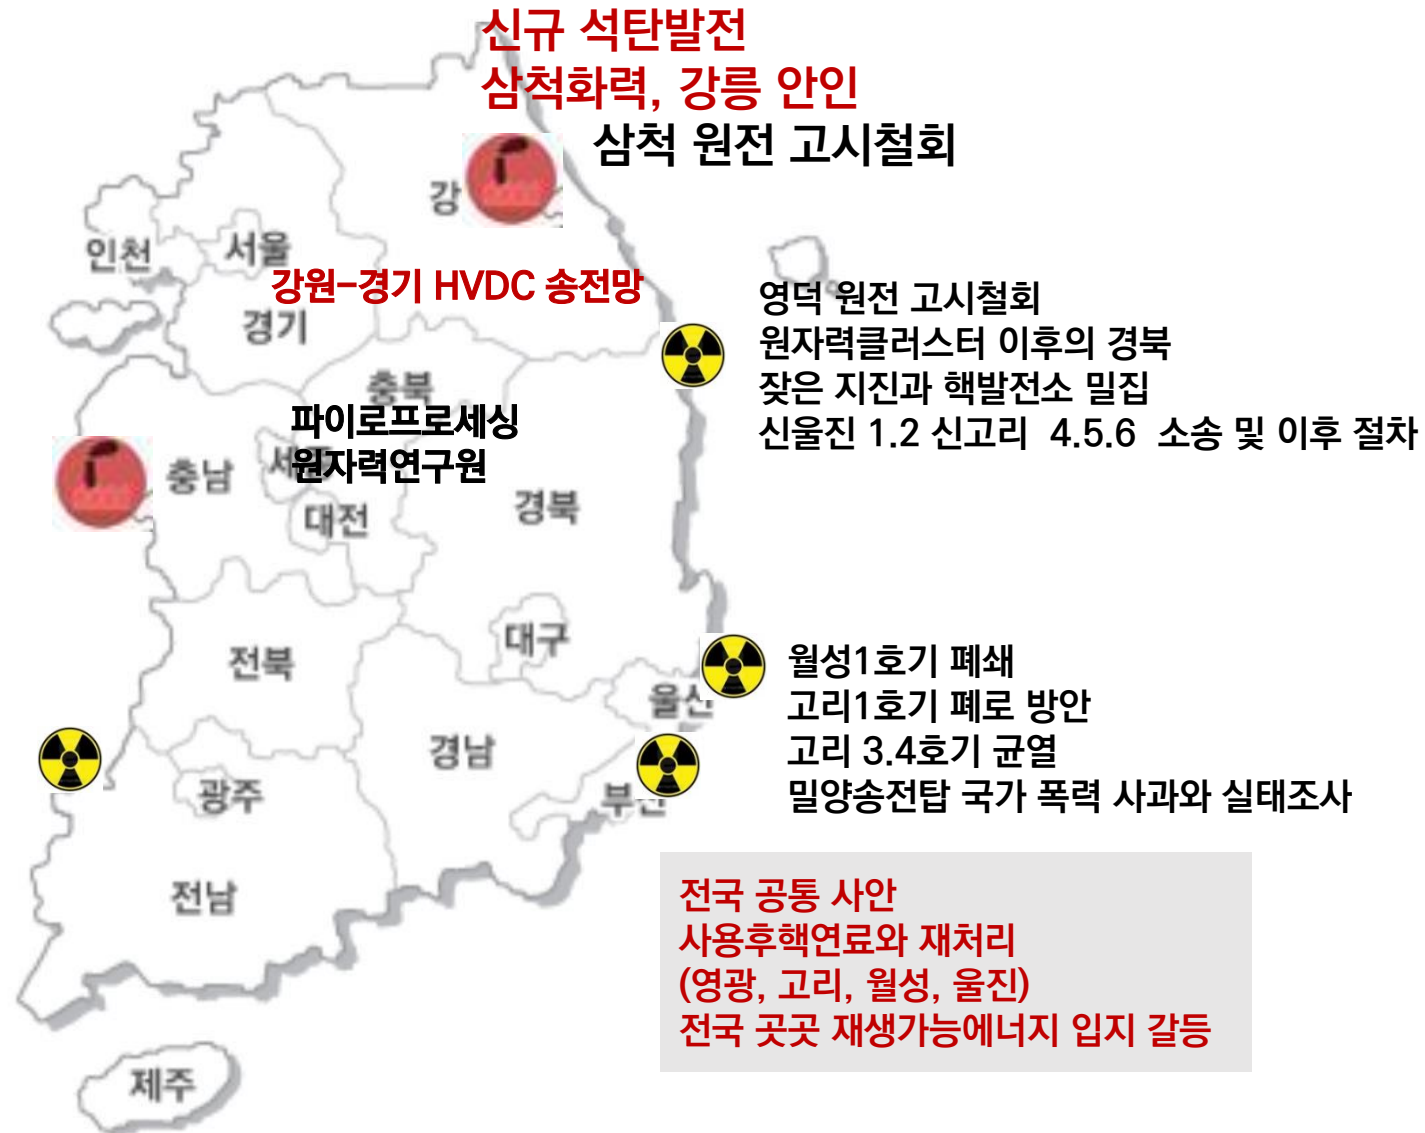 신규 석탄발전
삼척화력, 강릉 안인
삼척 원전 고시철회
강
인천
서울
강원-경기 HVDC 송전망
경기
영덕 원전 고시철회
원자력클러스터 이후의 경북
잦은 지진과 핵발전소 밀집
신울진 1.2 신고리 4.5.6 소송 및 이후 절차
충북
파이로프로세싱
원자력연구원
충남
대전
경북
대구
전북
울산
월성1호기 폐쇄
고리1호기 폐로 방안
고리 3.4호기 균열
밀양송전탑 국가 폭력 사과와 실태조사
경남
부산
광주
전남
전국 공통 사안
사용후핵연료와 재처리
(영광, 고리, 월성, 울진)
전국 곳곳 재생가능에너지 입지 갈등
제주